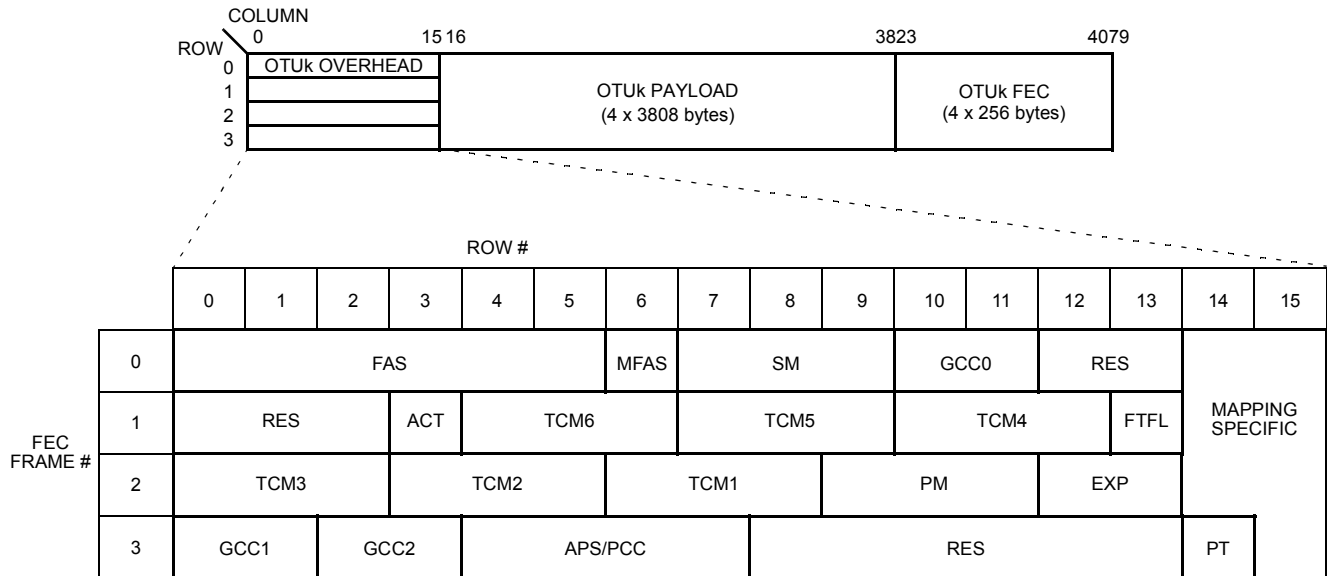 COLUMN
ROW 0 15 16 3823 4079
0 OTUk OVERHEAD
1 OTUk PAYLOAD OTUk FEC
2 (4 x 3808 bytes) (4 x 256 bytes)
3
ROW #
0 1 2 3 4 5 6 7 8 9 10 11 12 13 14 15
0 FAS MFAS SM GCC0 RES
1 RES ACT TCM6 TCM5 TCM4 FTFL MAPPING
SPECIFIC
FEC
FRAME #
2 TCM3 TCM2 TCM1 PM EXP
3 GCC1 GCC2 APS/PCC RES PT